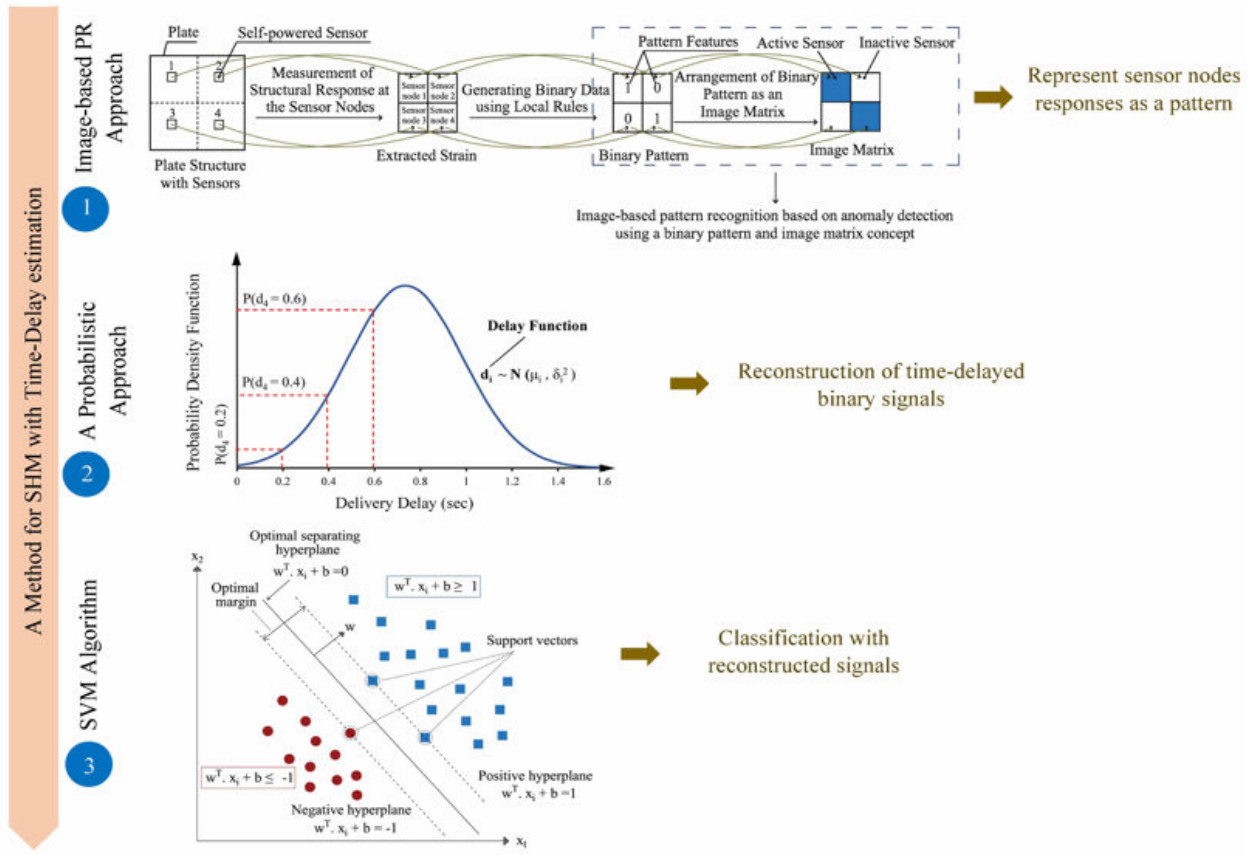 A Method for SHM with Time-Delay estimation
1
Image-based PR
Approach
Plate
Self-powered Sensor
1
2
3
4
Plate Structure
with Sensors
Measurement of
Structural Response at
the Sensor Nodes
Sensor
node 1
Sensor
node 2
Sensor
node 3
Sensor
node 4
Extracted Strain
Generating Binary Data
using Local Rules
Pattern Features
1
0
0
1
Binary Pattern
Arrangement of Binary
Pattern as an
Image Matrix
Active Sensor
Inactive Sensor
Image Matrix
Image-based pattern recognition based on anomaly detection
using a binary pattern and image matrix concept
Represent sensor nodes
responses as a pattern
2
A Probabilistic
Approach
Probability Density Function
P(d₄ = 0.6)
P(d₄ = 0.4)
P(d₄ = 0.2)
Delay Function
dᵢ ~ N (μᵢ , δᵢ²)
0 0.2 0.4 0.6 0.8 1.0 1.2 1.4 1.6
Delivery Delay (sec)
Reconstruction of time-delayed
binary signals
3
SVM Algorithm
x₂
Optimal separating
hyperplane
wᵀ. xᵢ + b =0
Optimal
margin
w
wᵀ. xᵢ + b ≥ 1
Support vectors
wᵀ. xᵢ + b ≤ -1
Negative hyperplane
wᵀ. xᵢ + b = -1
Positive hyperplane
wᵀ. xᵢ + b =1
x₁
Classification with
reconstructed signals